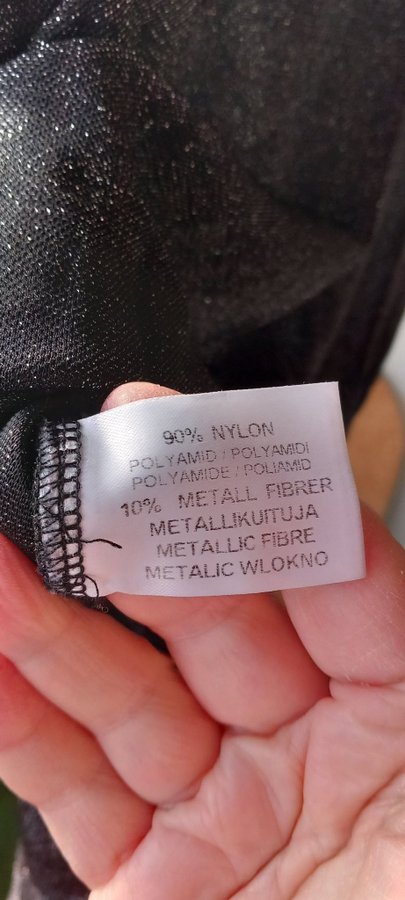 90% NYLON
POLYAMID / POLYAMIDI
POLYAMIDE / POLIAMID
10% METALL FIBRER
METALLIKUITUJA
METALLIC FIBRE
METALIC WLOKNO